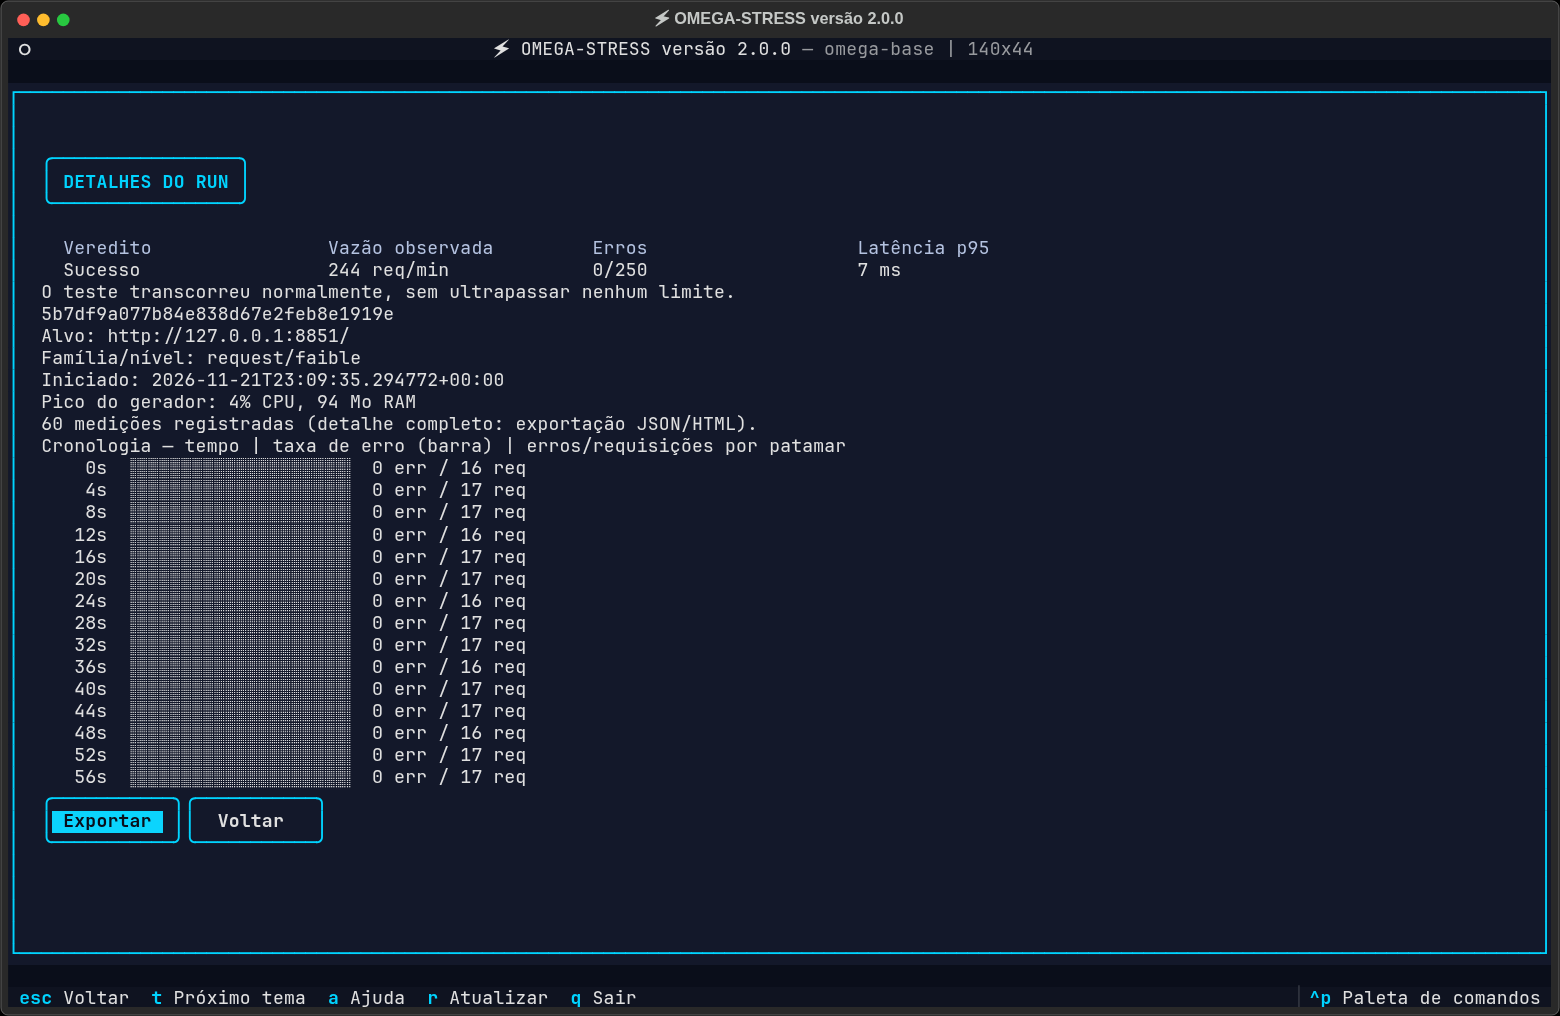 ⚡ OMEGA-STRESS versão 2.0.0
⚡ OMEGA-STRESS versão 2.0.0 — omega-base | 140x44
DETALHES DO RUN
Veredito Vazão observada Erros Latência p95
Sucesso 244 req/min 0/250 7 ms
O teste transcorreu normalmente, sem ultrapassar nenhum limite.
5b7df9a077b84e838d67e2feb8e1919e
Alvo: http://127.0.0.1:8851/
Família/nível: request/faible
Iniciado: 2026-11-21T23:09:35.294772+00:00
Pico do gerador: 4% CPU, 94 Mo RAM
60 medições registradas (detalhe completo: exportação JSON/HTML).
Cronologia — tempo | taxa de erro (barra) | erros/requisições por patamar
0s 0 err / 16 req
4s 0 err / 17 req
8s 0 err / 17 req
12s 0 err / 16 req
16s 0 err / 17 req
20s 0 err / 17 req
24s 0 err / 16 req
28s 0 err / 17 req
32s 0 err / 17 req
36s 0 err / 16 req
40s 0 err / 17 req
44s 0 err / 17 req
48s 0 err / 16 req
52s 0 err / 17 req
56s 0 err / 17 req
Exportar Voltar
esc Voltar t Próximo tema a Ajuda r Atualizar q Sair ^p Paleta de comandos